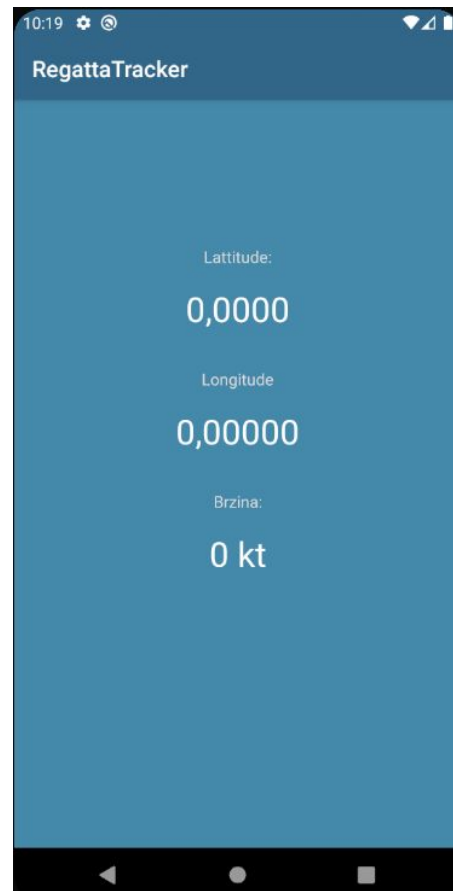 10:19
RegattaTracker
Lattitude:
0,0000
Longitude
0,00000
Brzina:
0 kt